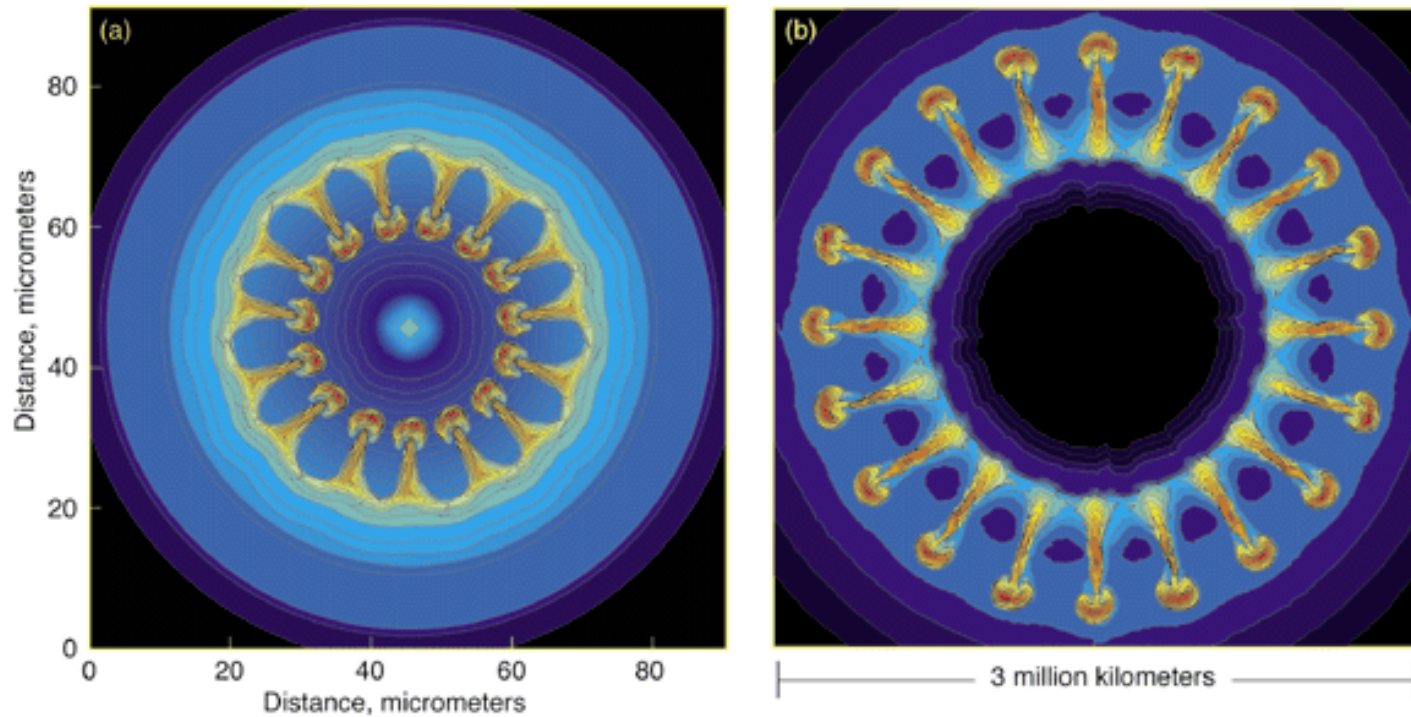 (a)
(b)
80
60
40
20
0
Distance, micrometers
0 20 40 60 80
Distance, micrometers
3 million kilometers